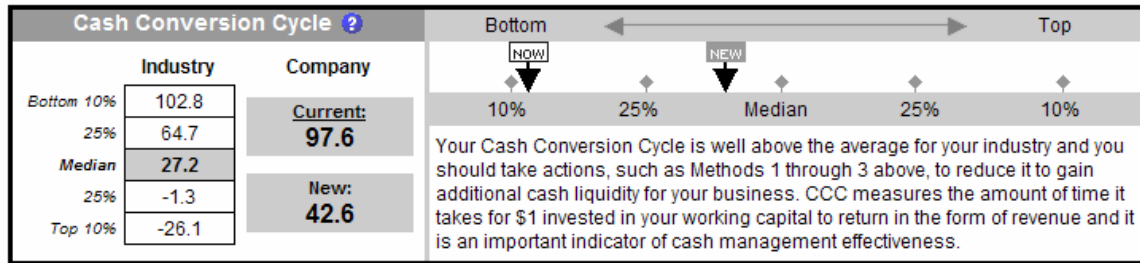 Cash Conversion Cycle ?
Industry Company
Bottom 10% 102.8
25% 64.7
Median 27.2
25% -1.3
Top 10% -26.1
Current:
97.6
New:
42.6
Bottom Top
NOW NEW
10% 25% Median 25% 10%
Your Cash Conversion Cycle is well above the average for your industry and you
should take actions, such as Methods 1 through 3 above, to reduce it to gain
additional cash liquidity for your business. CCC measures the amount of time it
takes for $1 invested in your working capital to return in the form of revenue and it
is an important indicator of cash management effectiveness.